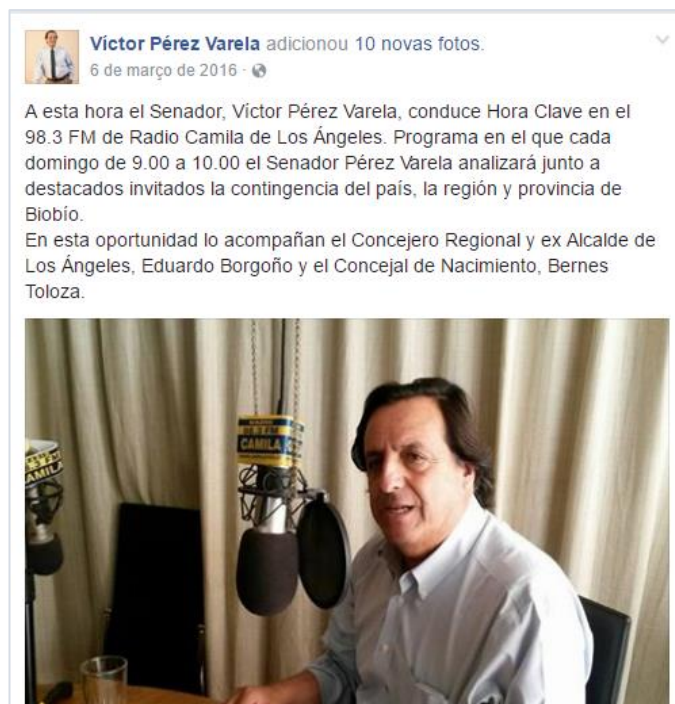 Víctor Pérez Varela adicionou 10 novas fotos.
6 de março de 2016 ·
A esta hora el Senador, Víctor Pérez Varela, conduce Hora Clave en el
98.3 FM de Radio Camila de Los Ángeles. Programa en el que cada
domingo de 9.00 a 10.00 el Senador Pérez Varela analizará junto a
destacados invitados la contingencia del país, la región y provincia de
Biobío.
En esta oportunidad lo acompañan el Concejero Regional y ex Alcalde de
Los Ángeles, Eduardo Borgoño y el Concejal de Nacimiento, Bernes
Toloza.
98.3 FM
CAMILA